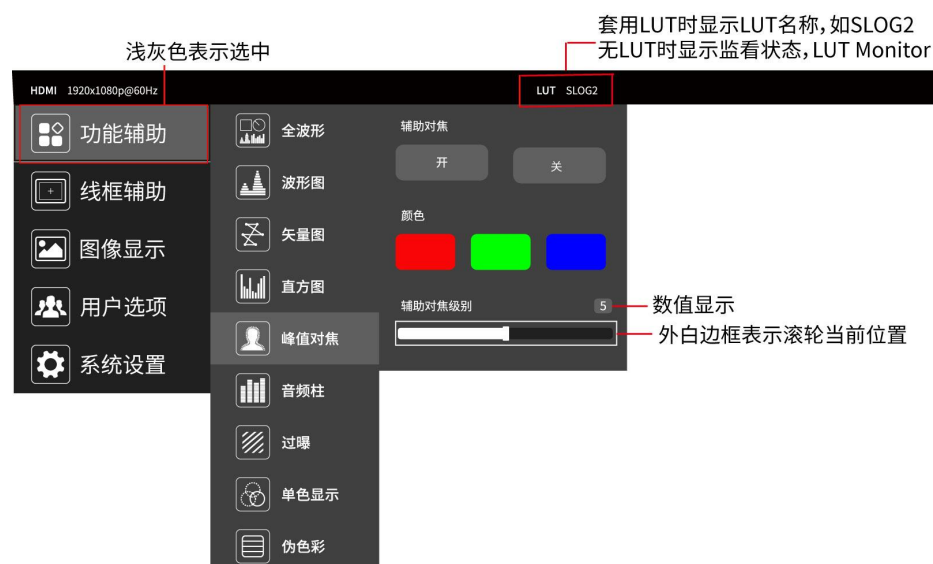 套用LUT时显示LUT名称,如SLOG2
浅灰色表示选中
无LUT时显示监看状态,LUT Monitor
HDMI 1920x1080p@60Hz
LUT SLOG2
功能辅助
线框辅助
图像显示
用户选项
系统设置
全波形
波形图
矢量图
直方图
峰值对焦
音频柱
过曝
单色显示
伪色彩
辅助对焦
开
关
颜色
辅助对焦级别
5
数值显示
外白边框表示滚轮当前位置